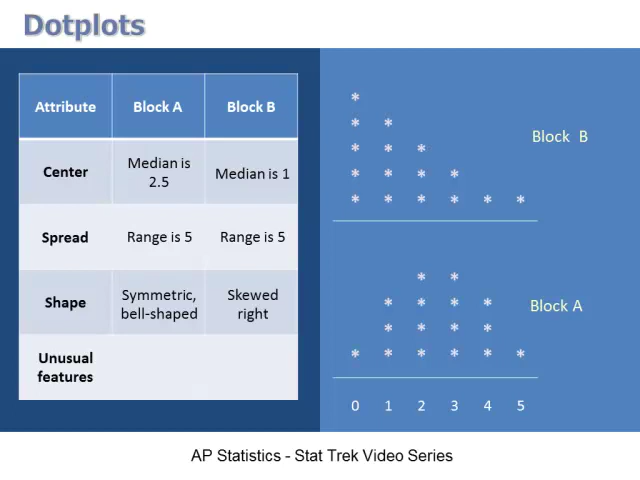 Dotplots
Attribute Block A Block B
Center Median is 2.5 Median is 1
Spread Range is 5 Range is 5
Shape Symmetric, bell-shaped Skewed right
Unusual features
*
* *
* * *
* * * *
* * * * * *
Block B
* *
* * * *
* * * *
* * * * * *
Block A
0 1 2 3 4 5
AP Statistics - Stat Trek Video Series